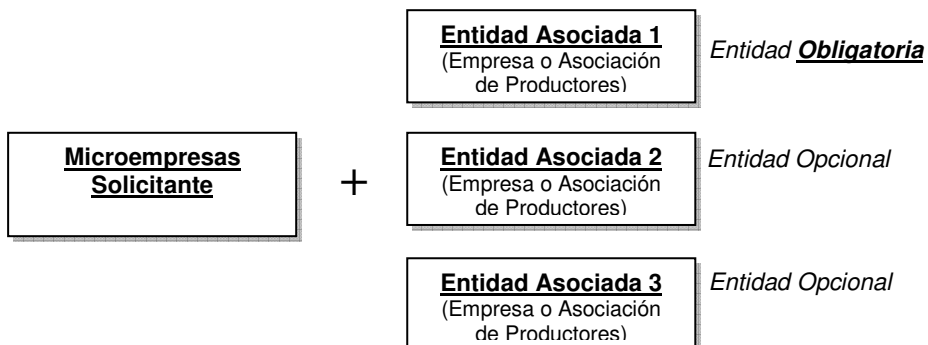 Entidad Asociada 1
(Empresa o Asociación
de Productores)
Entidad Obligatoria
Microempresas
Solicitante
+
Entidad Asociada 2
(Empresa o Asociación
de Productores)
Entidad Opcional
Entidad Asociada 3
(Empresa o Asociación
de Productores)
Entidad Opcional